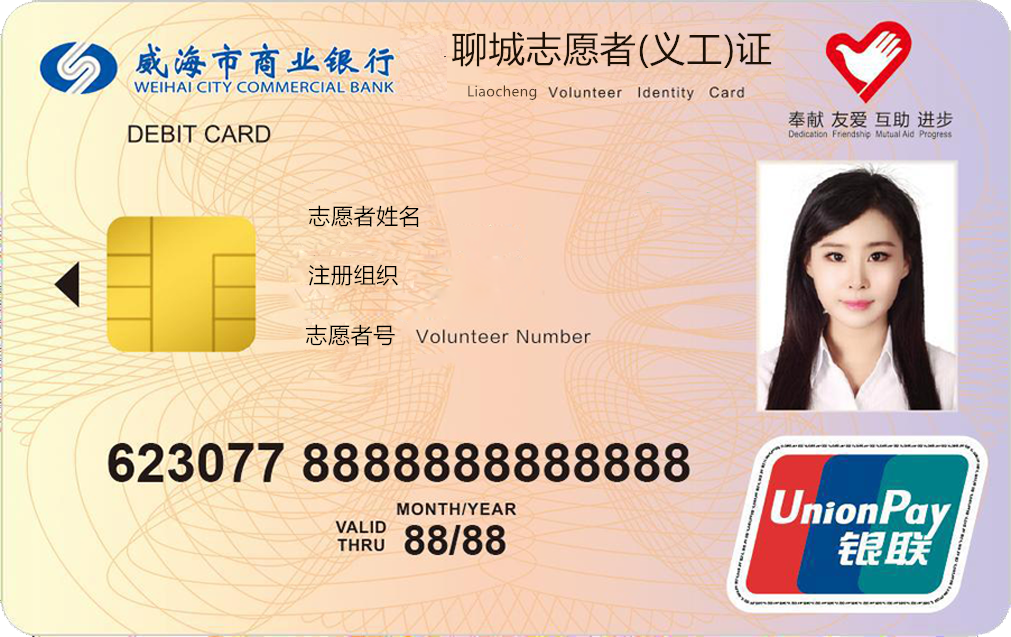 威海市商业银行
WEIHAI CITY COMMERCIAL BANK
DEBIT CARD
聊城志愿者(义工)证
Liaocheng Volunteer Identity Card
奉献 友爱 互助 进步
Dedication Friendship Mutual Aid Progress
志愿者姓名
注册组织
志愿者号 Volunteer Number
623077 8888888888888
MONTH/YEAR
VALID
THRU
88/88
UnionPay
银联